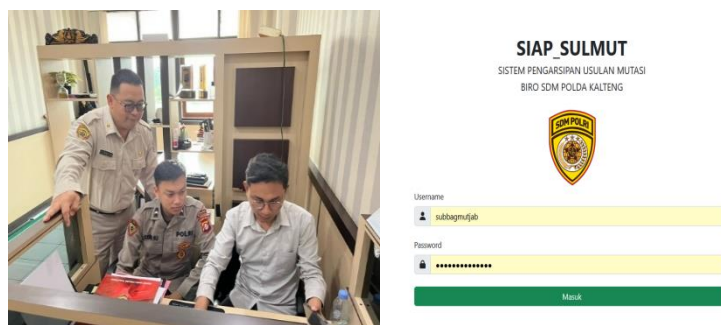 POLRI
SIAP_SULMUT
SISTEM PENGARSIPAN USULAN MUTASI
BIRO SDM POLDA KALTENG
SDM POLRI
Username
subbagmutjab
Password
••••••••••••••
Masuk